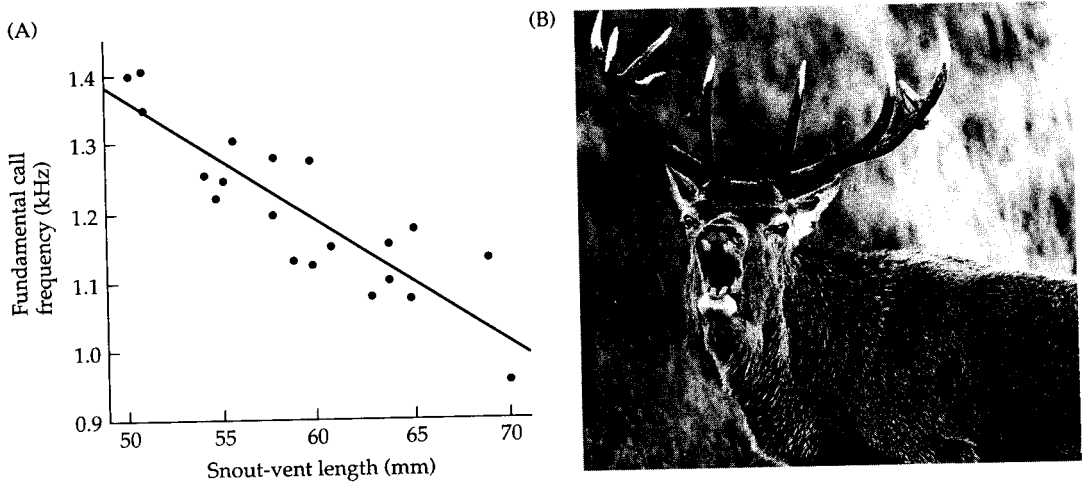 (A)
1.4
1.3
1.2
1.1
1.0
0.9
Fundamental call
frequency (kHz)
50 55 60 65 70
Snout-vent length (mm)
(B)